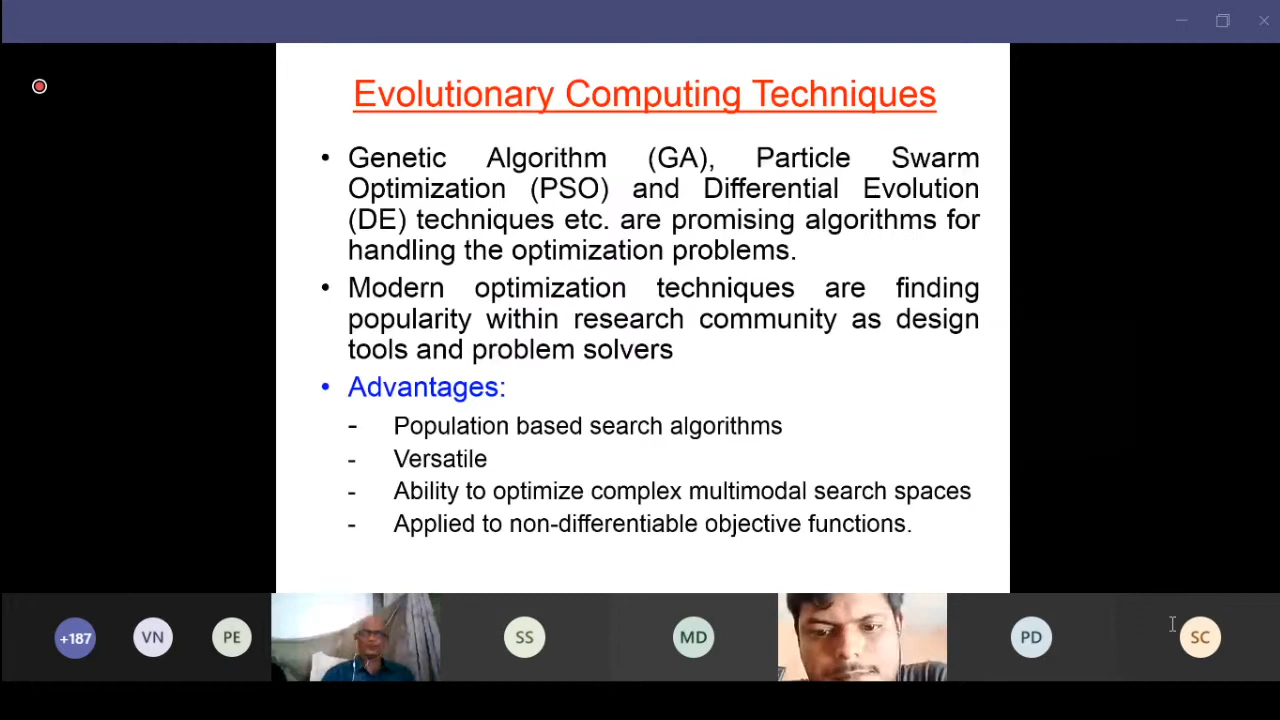 Evolutionary Computing Techniques
• Genetic Algorithm (GA), Particle Swarm
Optimization (PSO) and Differential Evolution
(DE) techniques etc. are promising algorithms for
handling the optimization problems.
• Modern optimization techniques are finding
popularity within research community as design
tools and problem solvers
• Advantages:
- Population based search algorithms
- Versatile
- Ability to optimize complex multimodal search spaces
- Applied to non-differentiable objective functions.
+187 VN PE SS MD PD SC